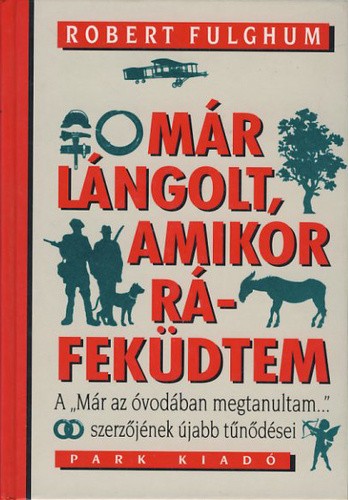 ROBERT FULGHUM
MÁR
LÁNGOLT,
AMIKOR
RÁ-
FEKÜDTEM
A „Már az óvodában megtanultam..."
szerzőjének újabb tűnődései
PARK KIADÓ